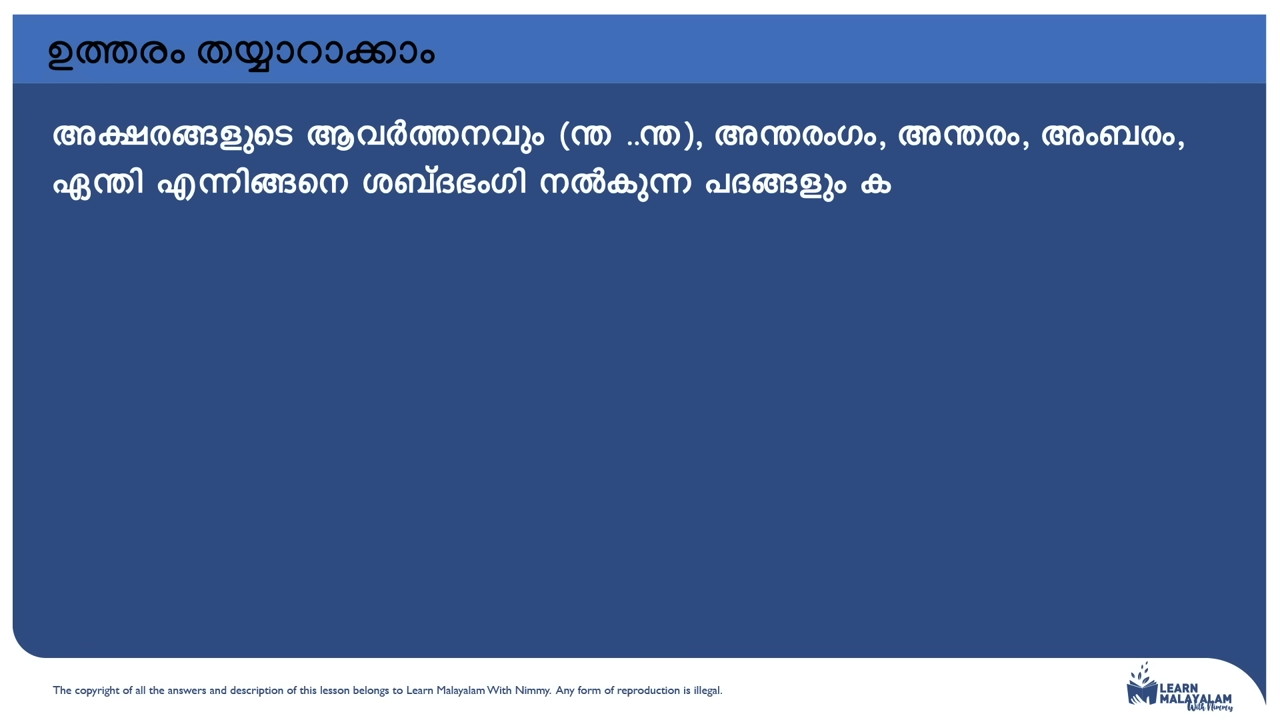 ഉത്തരം തയ്യാറാക്കാം
അക്ഷരങ്ങളുടെ ആവർത്തനവും (ന്ത ..ന്ത), അന്തരംഗം, അന്തരം, അംബരം,
ഏന്തി എന്നിങ്ങനെ ശബ്ദഭംഗി നൽകുന്ന പദങ്ങളും ക
The copyright of all the answers and description of this lesson belongs to Learn Malayalam With Nimmy. Any form of reproduction is illegal.
LEARN
MALAYALAM
With Nimmy